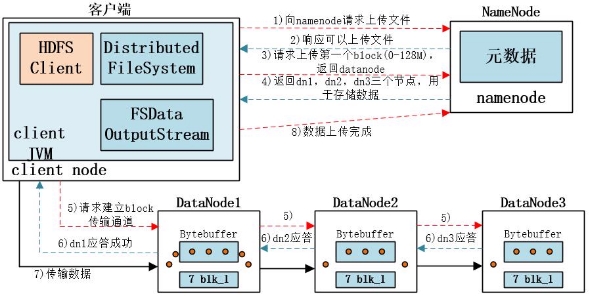 客户端
HDFS
Client
Distributed
FileSystem
FSData
OutputStream
client
JVM
client node
1)向namenode请求上传文件
2)响应可以上传文件
3)请求上传第一个block(0-128M),
返回datanode
4)返回dn1, dn2, dn3三个节点, 用
于存储数据
8)数据上传完成
NameNode
元数据
namenode
5)请求建立block
传输通道
6)dn1应答成功
7)传输数据
DataNode1
Bytebuffer
7 blk_1
5)
6)dn2应答
DataNode2
Bytebuffer
7 blk_1
5)
6)dn3应答
DataNode3
Bytebuffer
7 blk_1